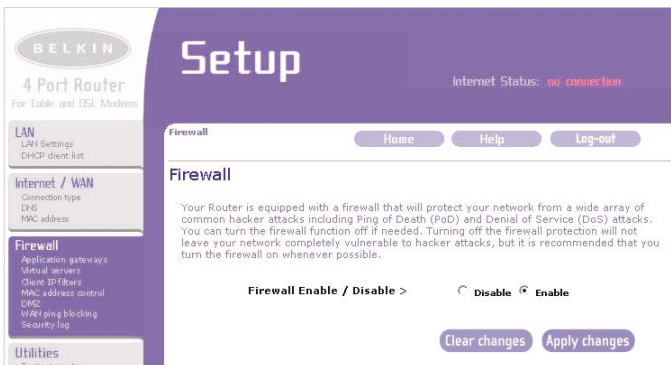 BELKIN
4 Port Router
For Cable and DSL Modems
Setup
Internet Status: no connection
LAN
LAN Settings
DHCP client list
Internet / WAN
Connection type
DNS
MAC address
Firewall
Application gateways
Virtual servers
Client IP filters
MAC address control
DMZ
WAN ping blocking
Security log
Utilities
Firewall
Home
Help
Log-out
Firewall
Your Router is equipped with a firewall that will protect your network from a wide array of
common hacker attacks including Ping of Death (PoD) and Denial of Service (DoS) attacks.
You can turn the firewall function off if needed. Turning off the firewall protection will not
leave your network completely vulnerable to hacker attacks, but it is recommended that you
turn the firewall on whenever possible.
Firewall Enable / Disable > Disable Enable
Clear changes Apply changes